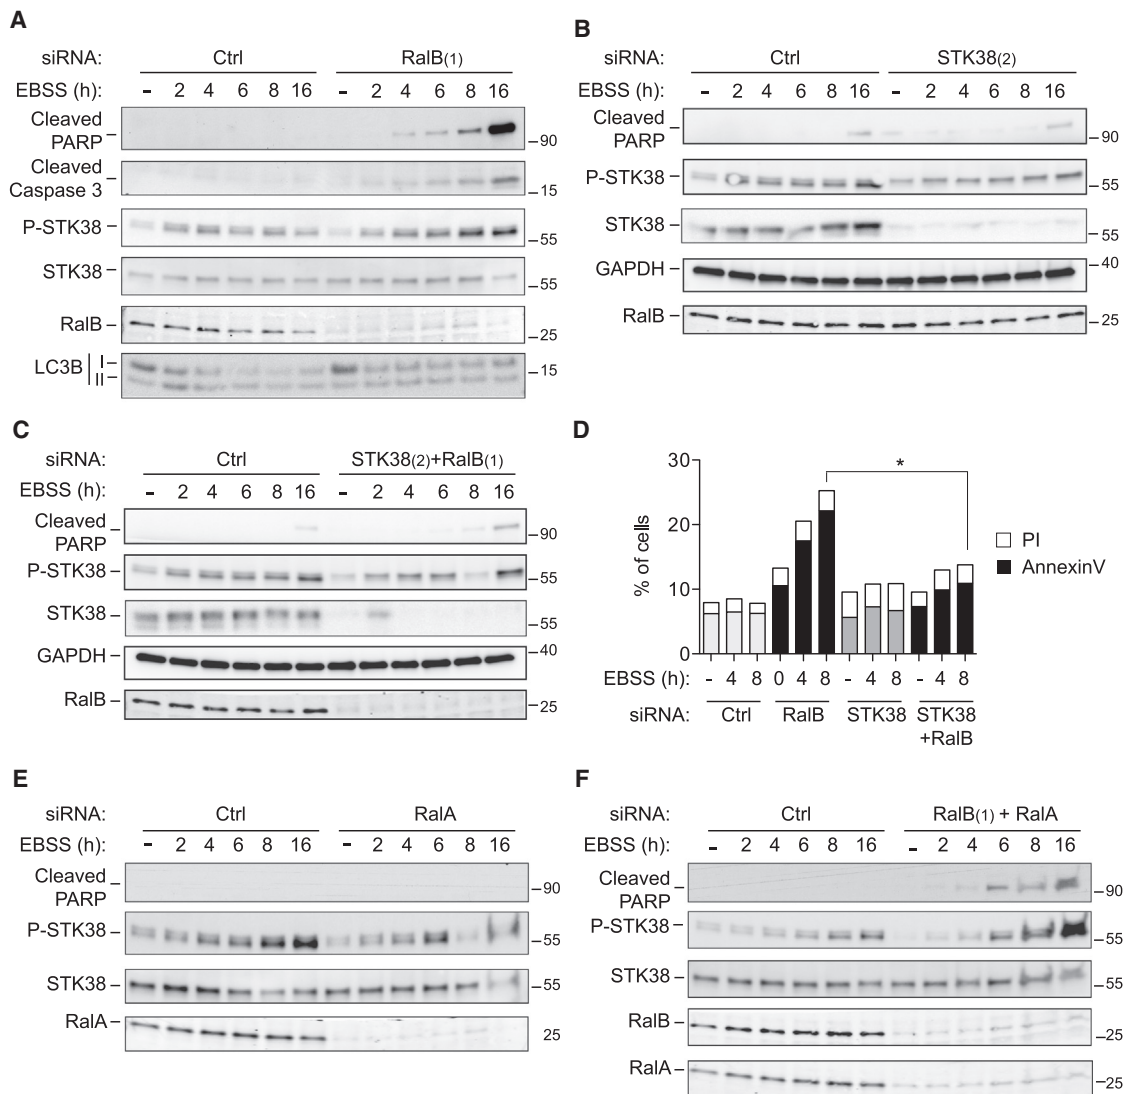 A
siRNA: Ctrl RalB(1)
EBSS (h): - 2 4 6 8 16 - 2 4 6 8 16
Cleaved
PARP
90
Cleaved
Caspase 3
15
P-STK38
55
STK38
55
RalB
25
LC3B I
II
15
B
siRNA: Ctrl STK38(2)
EBSS (h): - 2 4 6 8 16 - 2 4 6 8 16
Cleaved
PARP
90
P-STK38
55
STK38
55
GAPDH 40
RalB
25
C
siRNA: Ctrl STK38(2)+RalB(1)
EBSS (h): - 2 4 6 8 16 - 2 4 6 8 16
Cleaved
PARP
90
P-STK38
55
STK38
55
GAPDH 40
RalB
25
D
30
20
10
0
% of cells
*
PI
AnnexinV
EBSS (h): - 4 8 0 4 8 - 4 8 - 4 8
siRNA: Ctrl RalB STK38 STK38
+RalB
E
siRNA: Ctrl RalA
EBSS (h): - 2 4 6 8 16 - 2 4 6 8 16
Cleaved
PARP
90
P-STK38
55
STK38
55
RalA
25
F
siRNA: Ctrl RalB(1) + RalA
EBSS (h): - 2 4 6 8 16 - 2 4 6 8 16
Cleaved
PARP
90
P-STK38
55
STK38
55
RalB
25
RalA
25